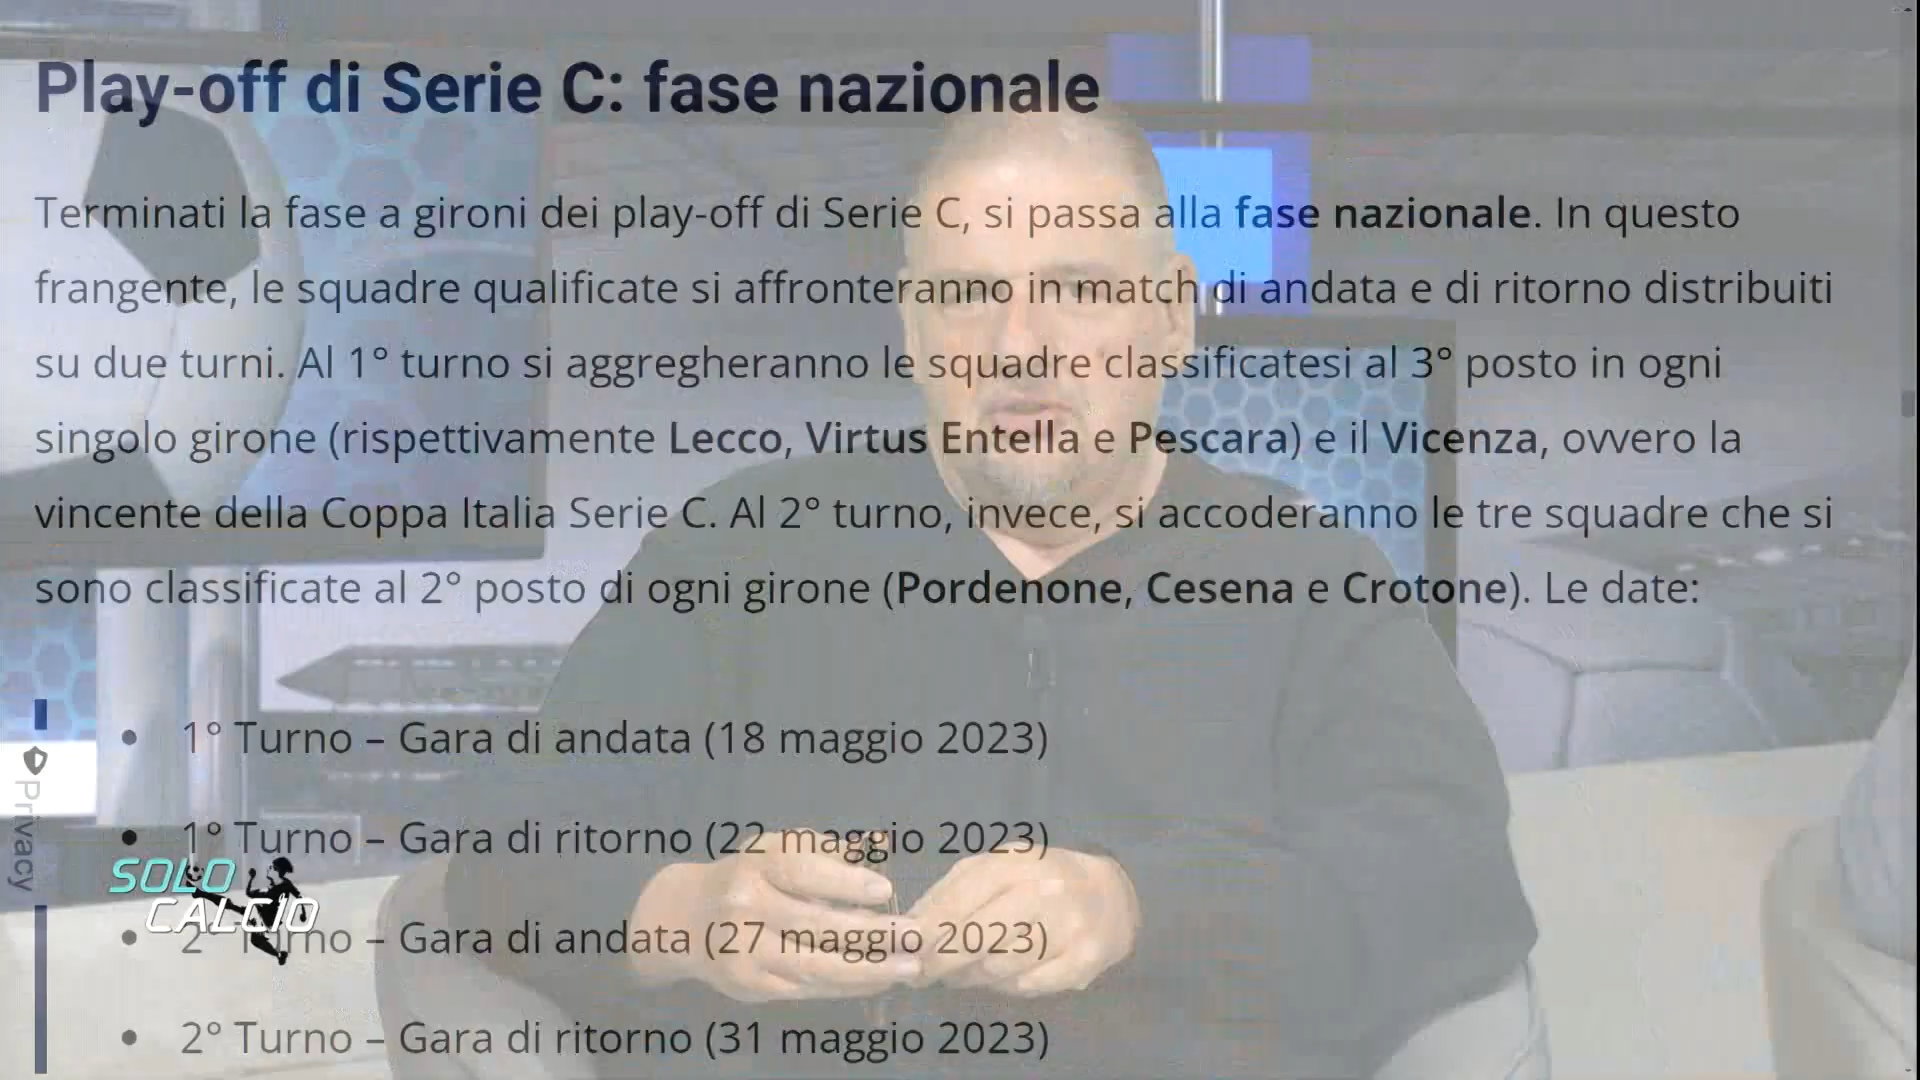 Play-off di Serie C: fase nazionale
Terminati la fase a gironi dei play-off di Serie C, si passa alla fase nazionale. In questo
frangente, le squadre qualificate si affronteranno in match di andata e di ritorno distribuiti
su due turni. Al 1° turno si aggregheranno le squadre classificatesi al 3° posto in ogni
singolo girone (rispettivamente Lecco, Virtus Entella e Pescara) e il Vicenza, ovvero la
vincente della Coppa Italia Serie C. Al 2° turno, invece, si accoderanno le tre squadre che si
sono classificate al 2° posto di ogni girone (Pordenone, Cesena e Crotone). Le date:
• 1° Turno – Gara di andata (18 maggio 2023)
• 1° Turno – Gara di ritorno (22 maggio 2023)
• 2° Turno – Gara di andata (27 maggio 2023)
• 2° Turno – Gara di ritorno (31 maggio 2023)
Privacy
SOLO
CALCIO